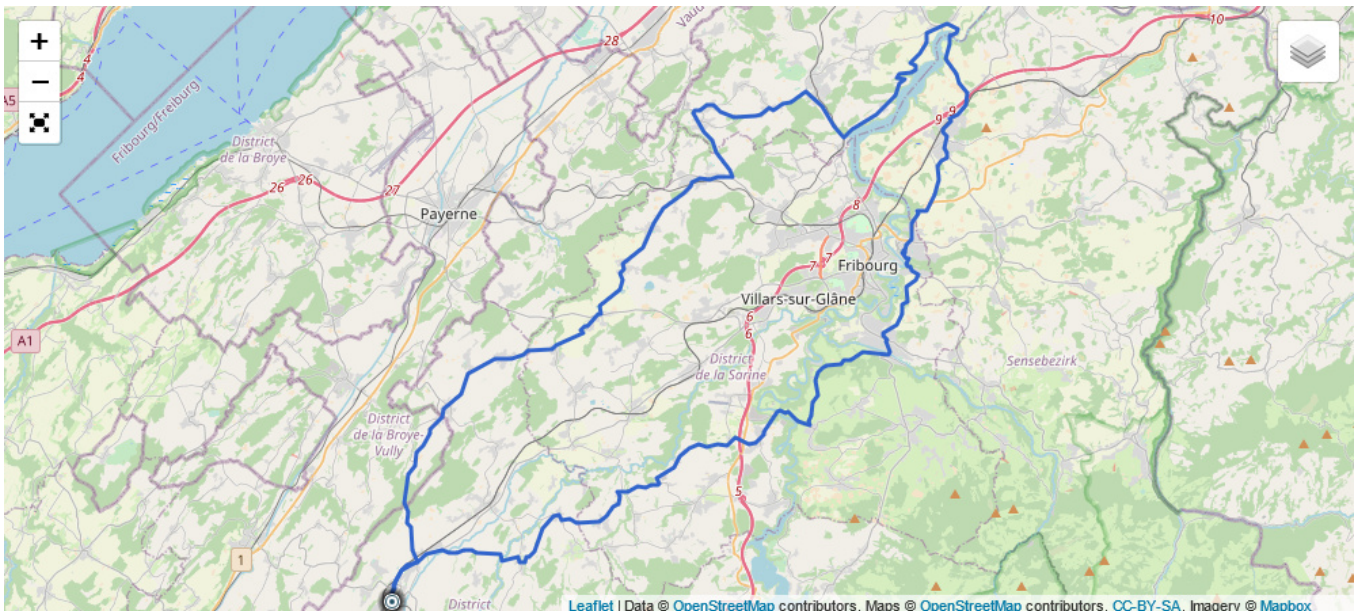 +
−
A5
4
4
4
Fribourg/Freiburg
District
de la Broye
26
26
27
28
Vaud
10
9
9
Payerne
8
7
7
Fribourg
Villars-sur-Glâne
6
6
A1
District
de la Sarine
Sensebezirk
District
de la Broye-
Vully
5
1
District
Leaflet | Data © OpenStreetMap contributors, Maps © OpenStreetMap contributors, CC-BY-SA, Imagery © Mapbox